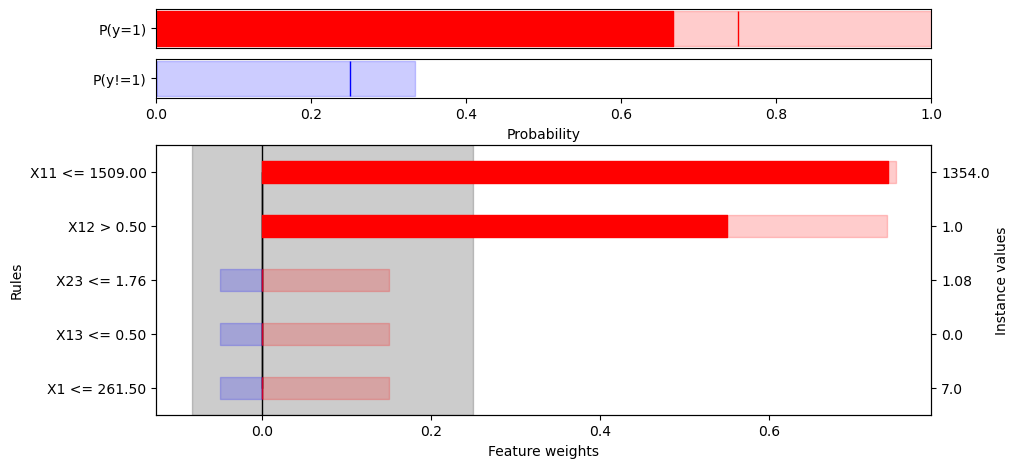 P(y=1)
P(y!=1)
0.0 0.2 0.4 0.6 0.8 1.0
Probability
X11 <= 1509.00 1354.0
X12 > 0.50 1.0
X23 <= 1.76 1.08
X13 <= 0.50 0.0
X1 <= 261.50 7.0
Rules
Instance values
0.0 0.2 0.4 0.6
Feature weights